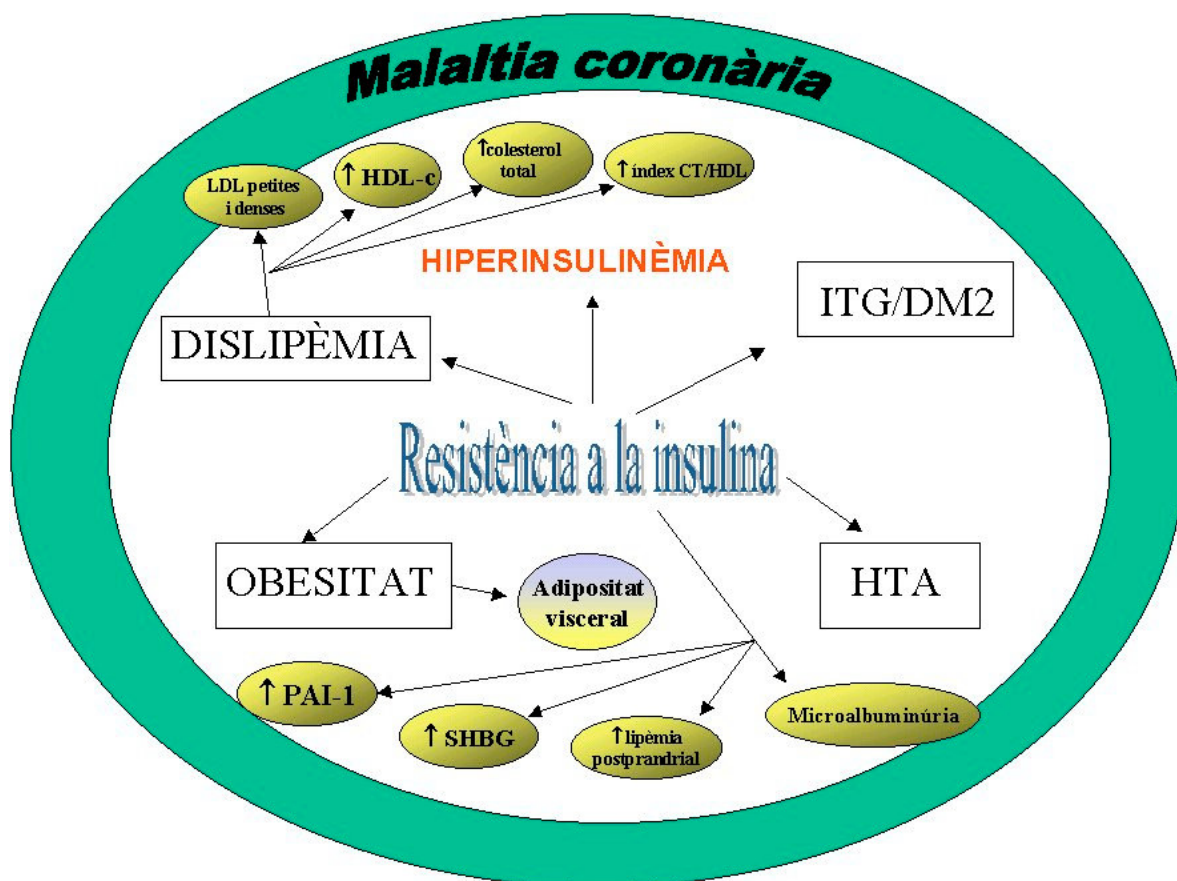 Malaltia coronària
LDL petites
i denses
↑ HDL-c
↑colesterol
total
↑ índex CT/HDL
HIPERINSULINÈMIA
ITG/DM2
DISLIPÈMIA
Resistència a la insulina
OBESITAT
Adipositat
visceral
HTA
↑ PAI-1
↑ SHBG
↑lipèmia
postprandrial
Microalbuminúria